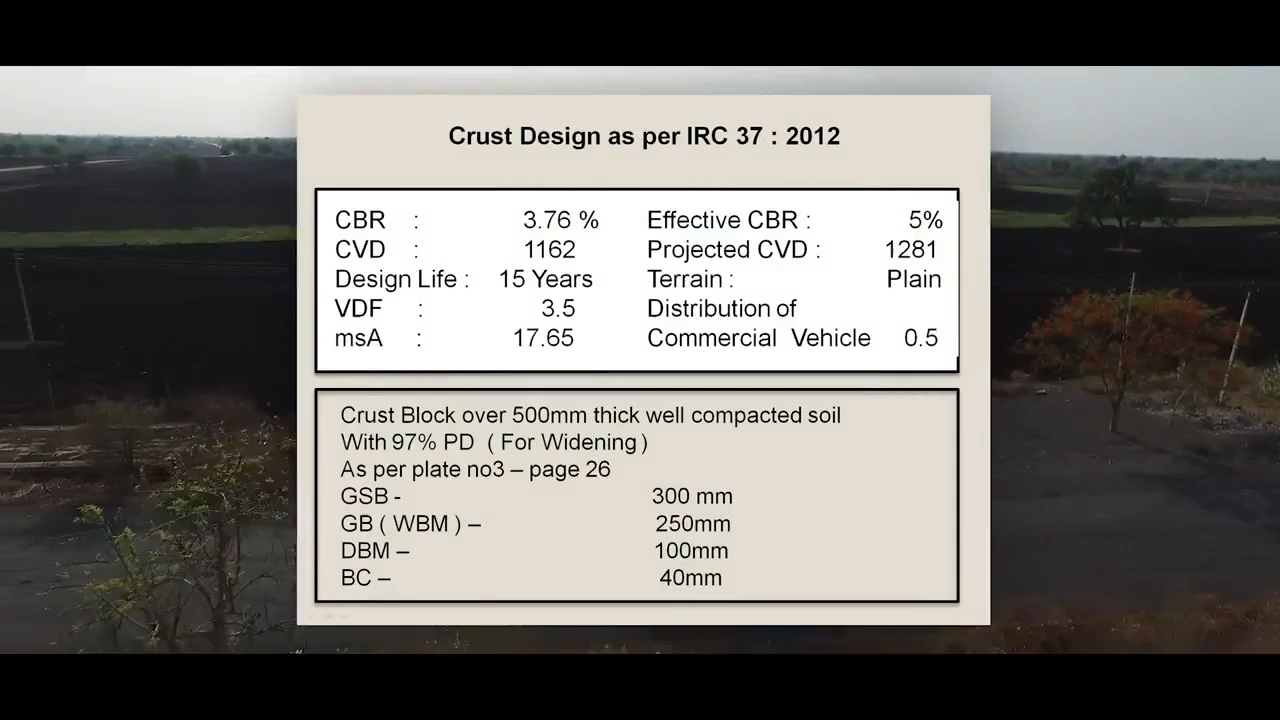 Crust Design as per IRC 37 : 2012
CBR : 3.76 % Effective CBR : 5%
CVD : 1162 Projected CVD : 1281
Design Life : 15 Years Terrain : Plain
VDF : 3.5 Distribution of
msA : 17.65 Commercial Vehicle 0.5
Crust Block over 500mm thick well compacted soil
With 97% PD ( For Widening )
As per plate no3 – page 26
GSB - 300 mm
GB ( WBM ) – 250mm
DBM – 100mm
BC – 40mm